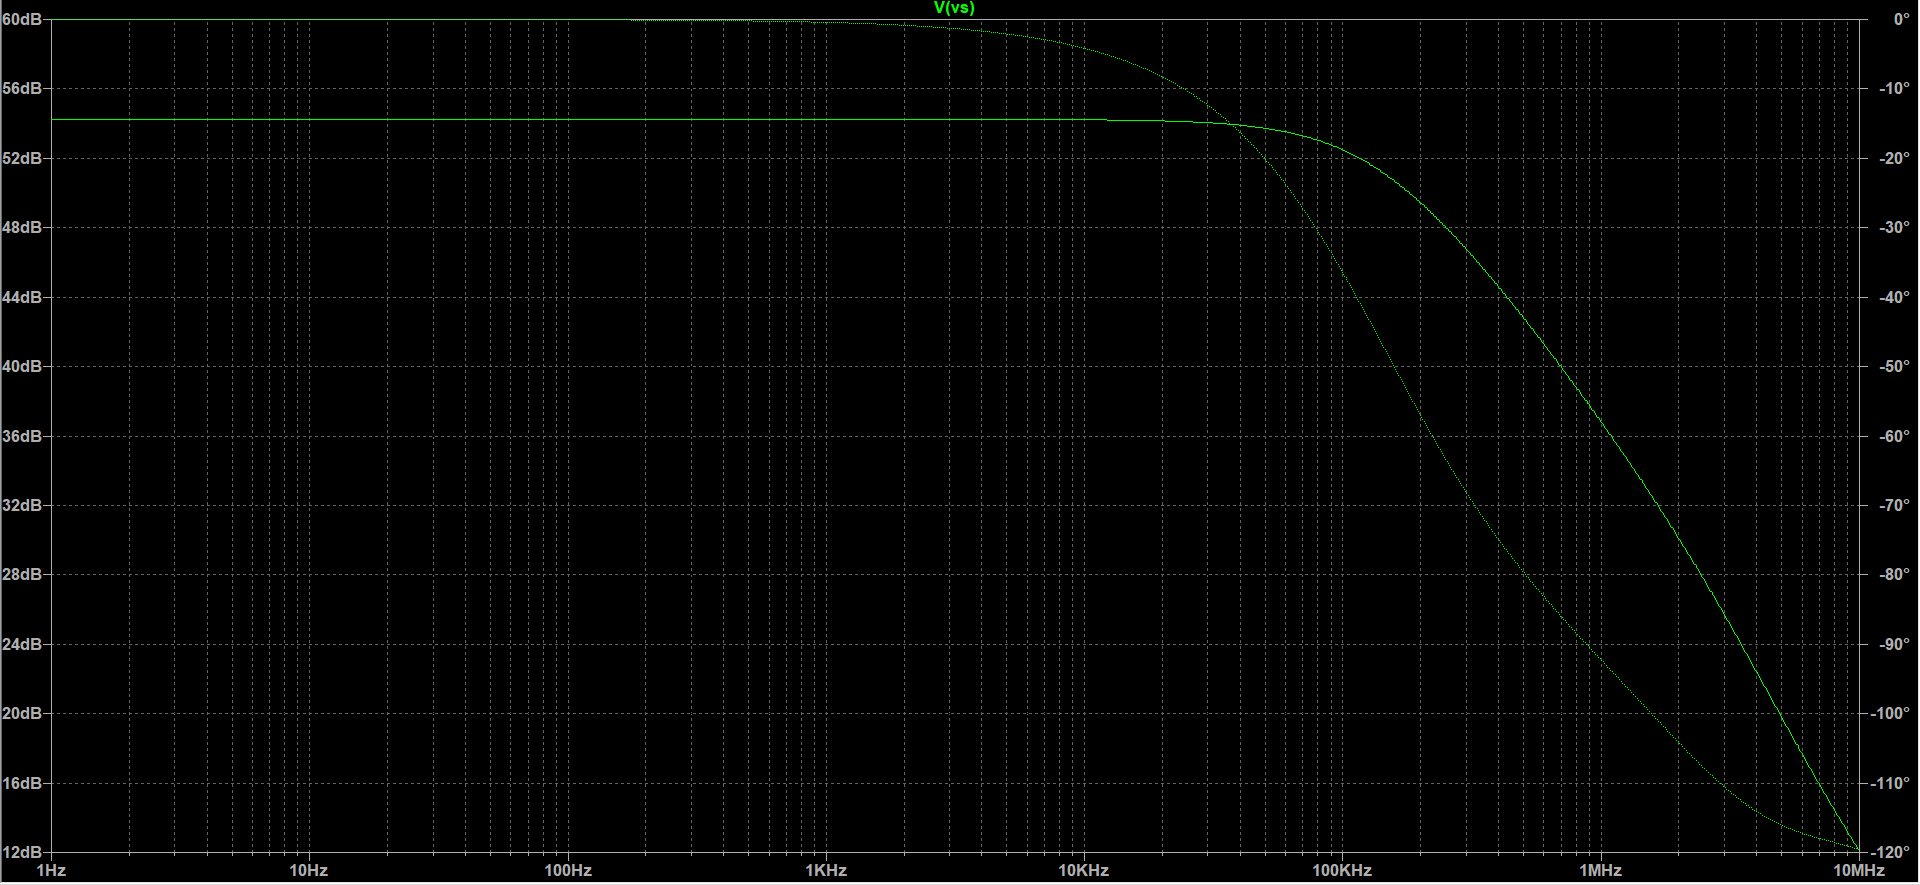 V(vs)
60dB
56dB
52dB
48dB
44dB
40dB
36dB
32dB
28dB
24dB
20dB
16dB
12dB
0°
-10°
-20°
-30°
-40°
-50°
-60°
-70°
-80°
-90°
-100°
-110°
-120°
1Hz 10Hz 100Hz 1KHz 10KHz 100KHz 1MHz 10MHz